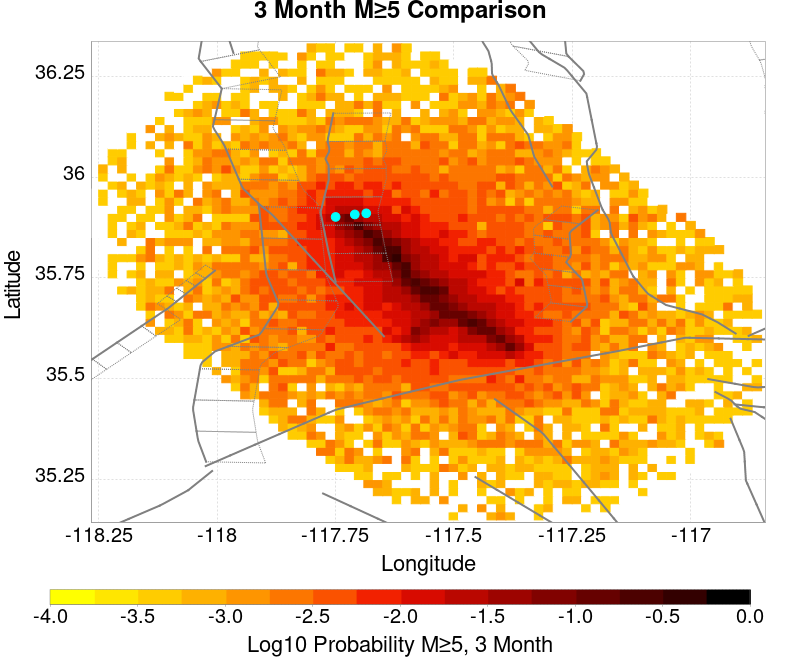 3 Month M≥5 Comparison
36.25
36
35.75
35.5
35.25
Latitude
-118.25 -118 -117.75 -117.5 -117.25 -117
Longitude
-4.0 -3.5 -3.0 -2.5 -2.0 -1.5 -1.0 -0.5 0.0
Log10 Probability M≥5, 3 Month